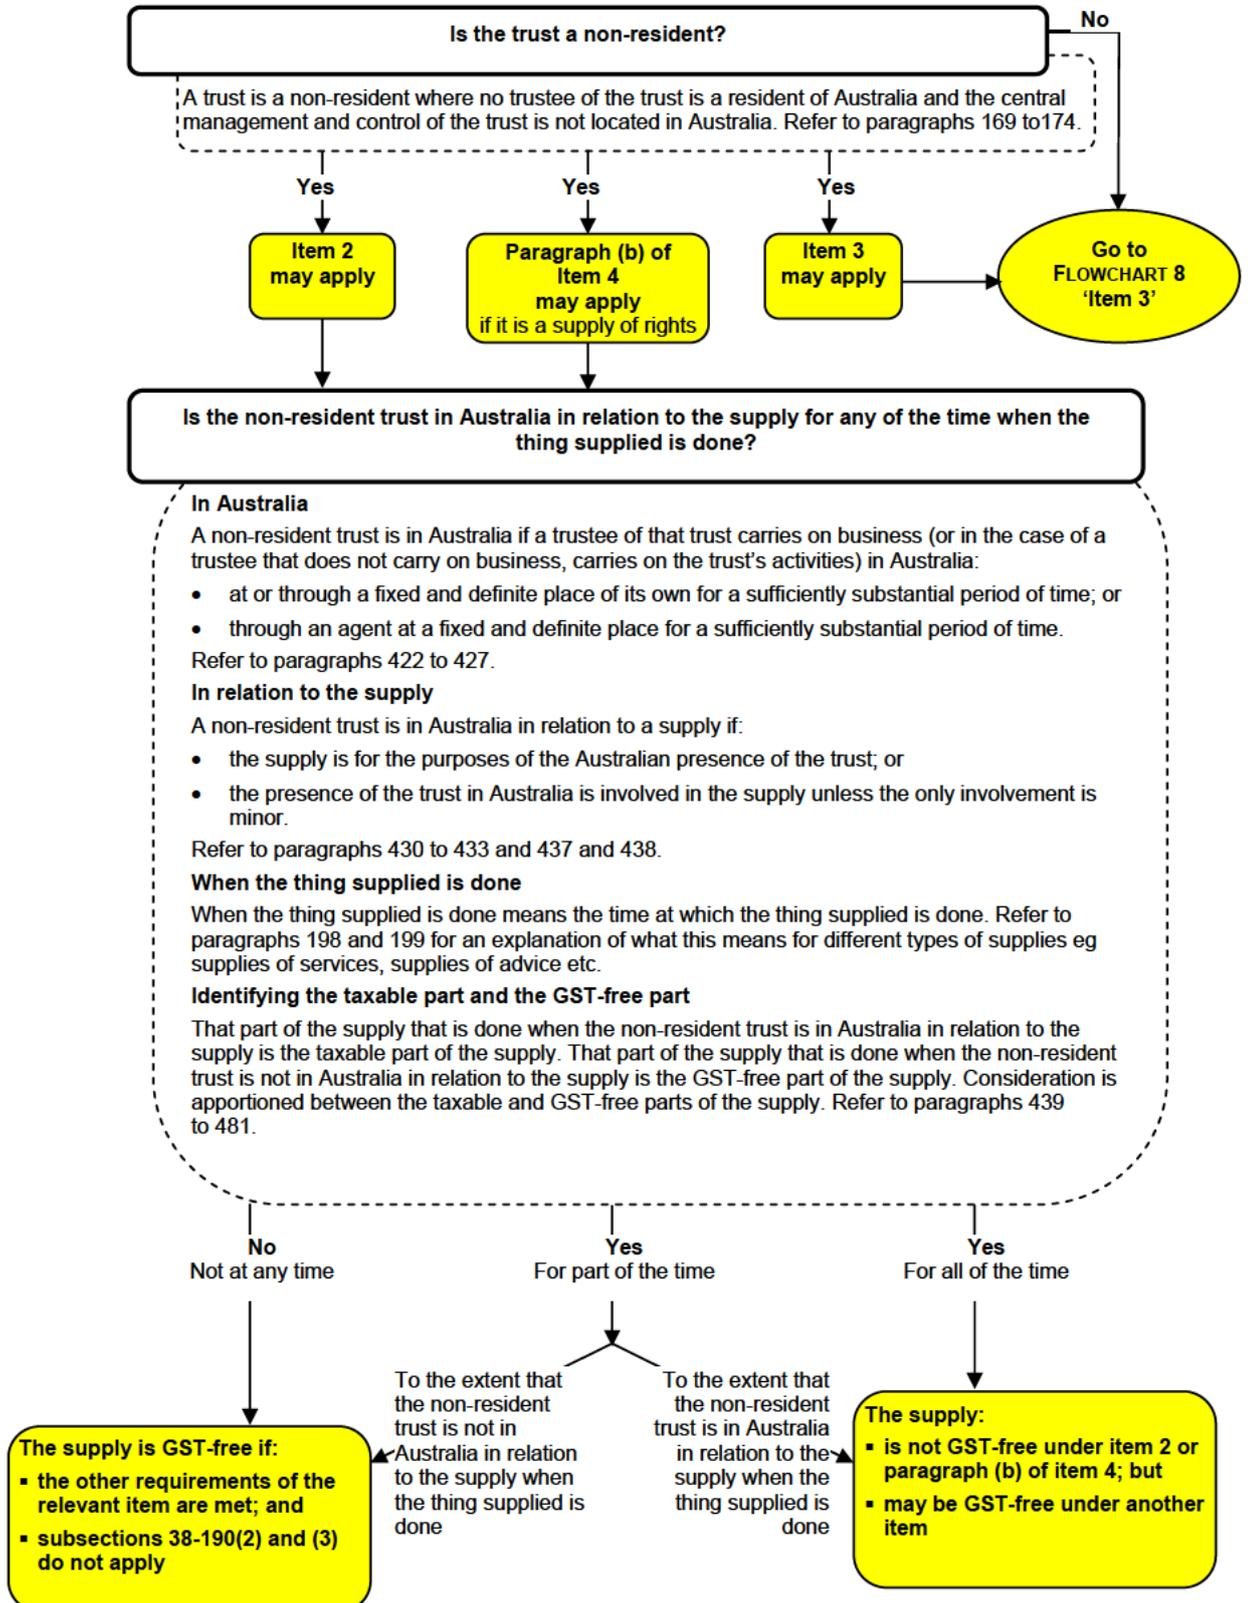 Is the trust a non-resident?
No
A trust is a non-resident where no trustee of the trust is a resident of Australia and the central
management and control of the trust is not located in Australia. Refer to paragraphs 169 to174.
Yes
Yes
Yes
Item 2
may apply
Paragraph (b) of
Item 4
may apply
if it is a supply of rights
Item 3
may apply
Go to
FLOWCHART 8
‘Item 3’
Is the non-resident trust in Australia in relation to the supply for any of the time when the
thing supplied is done?
In Australia
A non-resident trust is in Australia if a trustee of that trust carries on business (or in the case of a
trustee that does not carry on business, carries on the trust’s activities) in Australia:
• at or through a fixed and definite place of its own for a sufficiently substantial period of time; or
• through an agent at a fixed and definite place for a sufficiently substantial period of time.
Refer to paragraphs 422 to 427.
In relation to the supply
A non-resident trust is in Australia in relation to a supply if:
• the supply is for the purposes of the Australian presence of the trust; or
• the presence of the trust in Australia is involved in the supply unless the only involvement is
minor.
Refer to paragraphs 430 to 433 and 437 and 438.
When the thing supplied is done
When the thing supplied is done means the time at which the thing supplied is done. Refer to
paragraphs 198 and 199 for an explanation of what this means for different types of supplies eg
supplies of services, supplies of advice etc.
Identifying the taxable part and the GST-free part
That part of the supply that is done when the non-resident trust is in Australia in relation to the
supply is the taxable part of the supply. That part of the supply that is done when the non-resident
trust is not in Australia in relation to the supply is the GST-free part of the supply. Consideration is
apportioned between the taxable and GST-free parts of the supply. Refer to paragraphs 439
to 481.
No
Not at any time
Yes
For part of the time
Yes
For all of the time
To the extent that
the non-resident
trust is not in
Australia in relation
to the supply when
the thing supplied is
done
To the extent that
the non-resident
trust is in Australia
in relation to the
supply when the
thing supplied is
done
The supply is GST-free if:
▪ the other requirements of the
relevant item are met; and
▪ subsections 38-190(2) and (3)
do not apply
The supply:
▪ is not GST-free under item 2 or
paragraph (b) of item 4; but
▪ may be GST-free under another
item